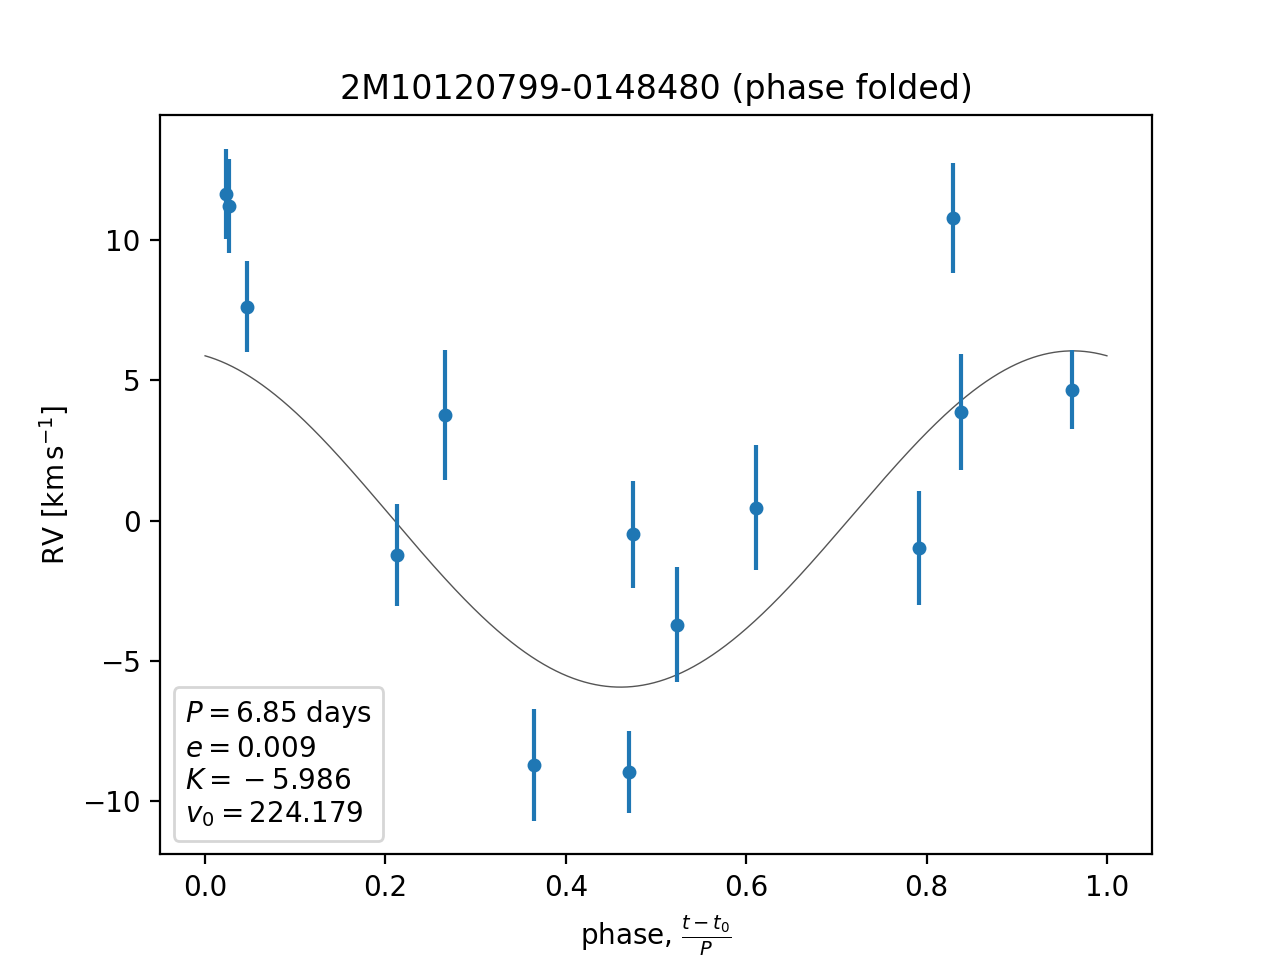 2M10120799-0148480 (phase folded)
10
5
0
−5
−10
RV [km s⁻¹]
P = 6.85 days
e = 0.009
K = − 5.986
v₀ = 224.179
0.0 0.2 0.4 0.6 0.8 1.0
phase, (t − t₀)/P